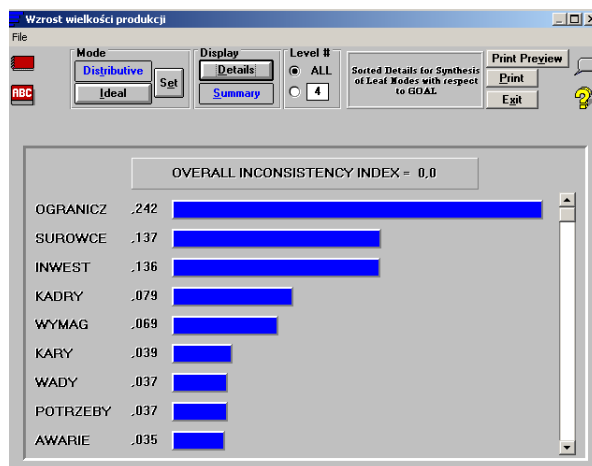 Wzrost wielkości produkcji
File
Mode
Distributive
Ideal
Set
Display
Details
Summary
Level #
ALL
4
Sorted Details for Synthesis
of Leaf Nodes with respect
to GOAL
Print Preview
Print
Exit
ABC
OVERALL INCONSISTENCY INDEX = 0,0
OGRANICZ ,242
SUROWCE ,137
INWEST ,136
KADRY ,079
WYMAG ,069
KARY ,039
WADY ,037
POTRZEBY ,037
AWARIE ,035